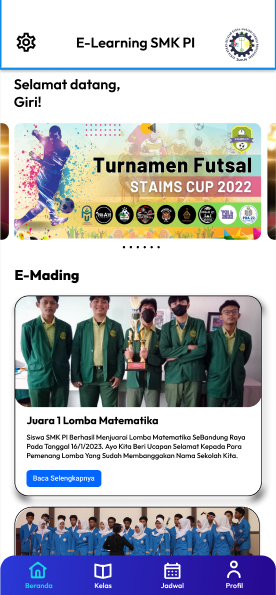 E-Learning SMK PI
Selamat datang,
Giri!
Turnamen Futsal
STAIMS CUP 2022
E-Mading
Juara 1 Lomba Matematika
Siswa SMK PI Berhasil Menjuarai Lomba Matematika SeBandung Raya
Pada Tanggal 16/1/2023. Ayo Kita Beri Ucapan Selamat Kepada Para
Pemenang Lomba Yang Sudah Membanggakan Nama Sekolah Kita.
Baca Selengkapnya
Beranda
Kelas
Jadwal
Profil